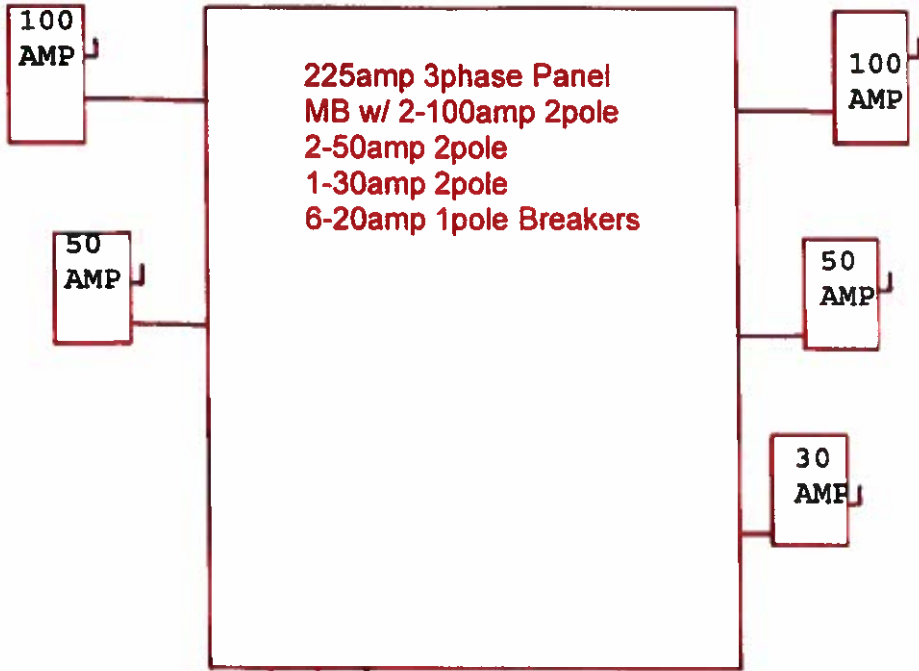 100
AMP
225amp 3phase Panel
MB w/ 2-100amp 2pole
2-50amp 2pole
1-30amp 2pole
6-20amp 1pole Breakers
100
AMP
50
AMP
50
AMP
30
AMP